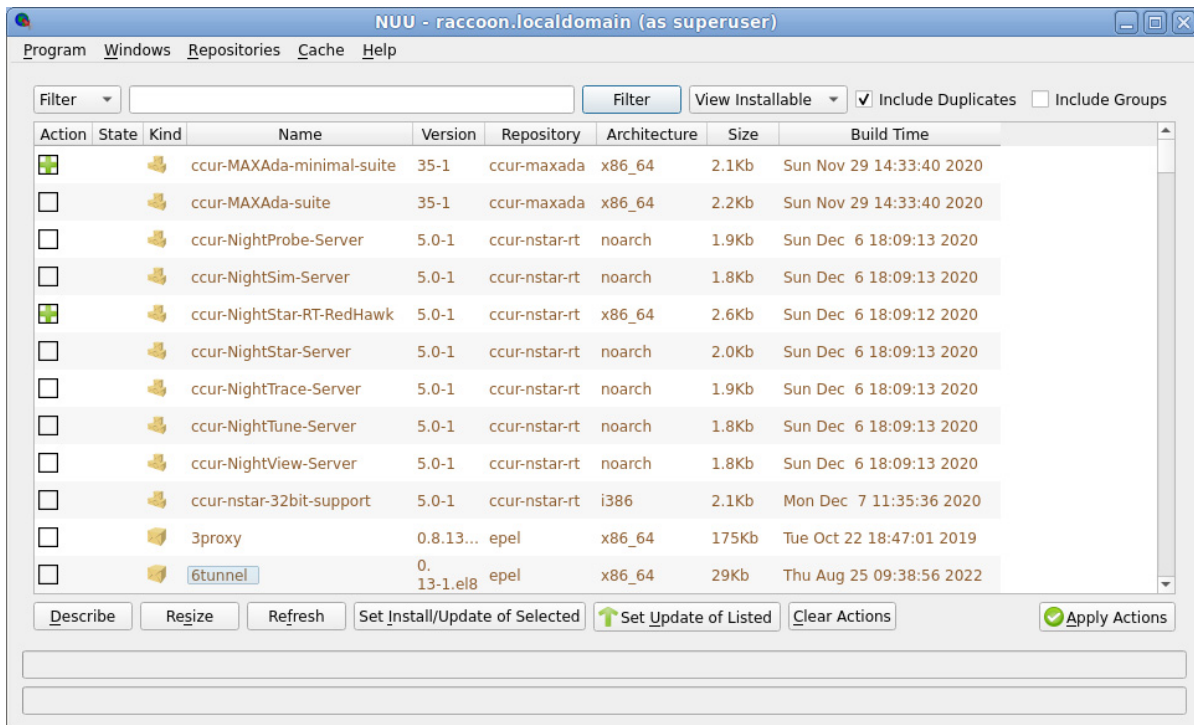 NUU - raccoon.localdomain (as superuser)
Program Windows Repositories Cache Help
Filter Filter View Installable Include Duplicates Include Groups
Action State Kind Name Version Repository Architecture Size Build Time
ccur-MAXAda-minimal-suite 35-1 ccur-maxada x86_64 2.1Kb Sun Nov 29 14:33:40 2020
ccur-MAXAda-suite 35-1 ccur-maxada x86_64 2.2Kb Sun Nov 29 14:33:40 2020
ccur-NightProbe-Server 5.0-1 ccur-nstar-rt noarch 1.9Kb Sun Dec 6 18:09:13 2020
ccur-NightSim-Server 5.0-1 ccur-nstar-rt noarch 1.8Kb Sun Dec 6 18:09:13 2020
ccur-NightStar-RT-RedHawk 5.0-1 ccur-nstar-rt x86_64 2.6Kb Sun Dec 6 18:09:12 2020
ccur-NightStar-Server 5.0-1 ccur-nstar-rt noarch 2.0Kb Sun Dec 6 18:09:13 2020
ccur-NightTrace-Server 5.0-1 ccur-nstar-rt noarch 1.9Kb Sun Dec 6 18:09:13 2020
ccur-NightTune-Server 5.0-1 ccur-nstar-rt noarch 1.8Kb Sun Dec 6 18:09:13 2020
ccur-NightView-Server 5.0-1 ccur-nstar-rt noarch 1.8Kb Sun Dec 6 18:09:13 2020
ccur-nstar-32bit-support 5.0-1 ccur-nstar-rt i386 2.1Kb Mon Dec 7 11:35:36 2020
3proxy 0.8.13... epel x86_64 175Kb Tue Oct 22 18:47:01 2019
6tunnel 0.13-1.el8 epel x86_64 29Kb Thu Aug 25 09:38:56 2022
Describe Resize Refresh Set Install/Update of Selected Set Update of Listed Clear Actions Apply Actions